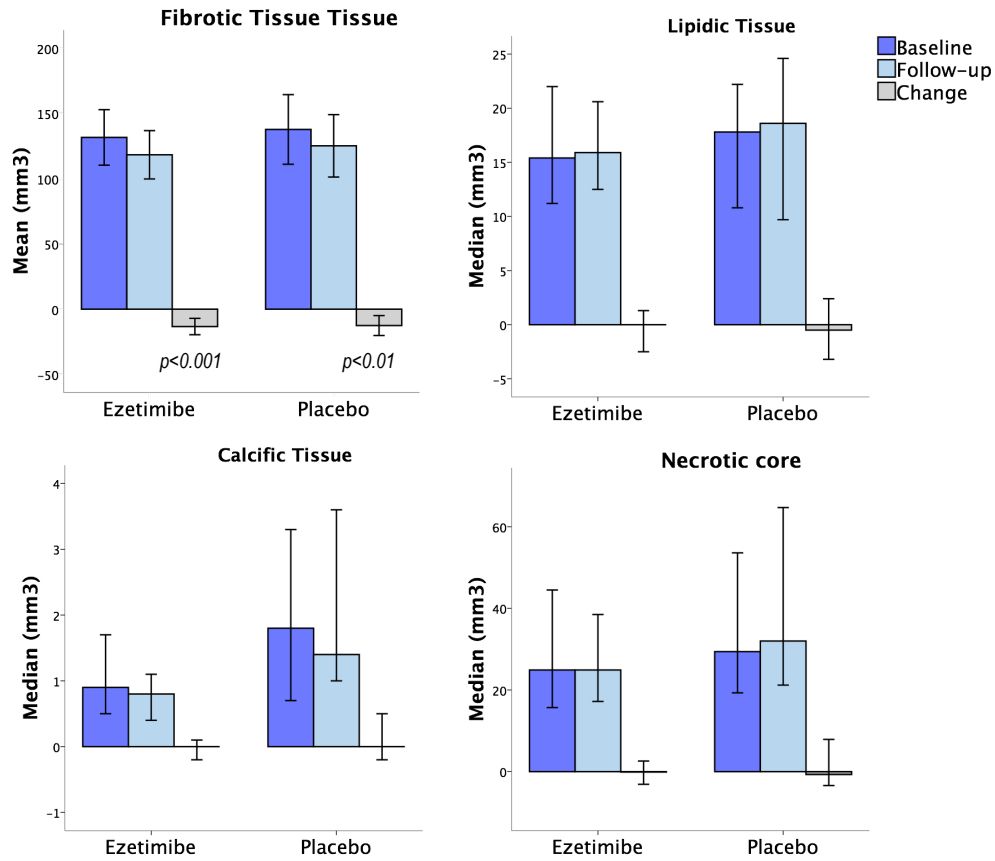 Fibrotic Tissue Tissue
Mean (mm3)
200
150
100
50
0
−50
p<0.001
p<0.01
Ezetimibe
Placebo
Lipidic Tissue
Median (mm3)
25
20
15
10
5
0
−5
Ezetimibe
Placebo
Baseline
Follow-up
Change
Calcific Tissue
Median (mm3)
4
3
2
1
0
−1
Ezetimibe
Placebo
Necrotic core
Median (mm3)
60
40
20
0
Ezetimibe
Placebo